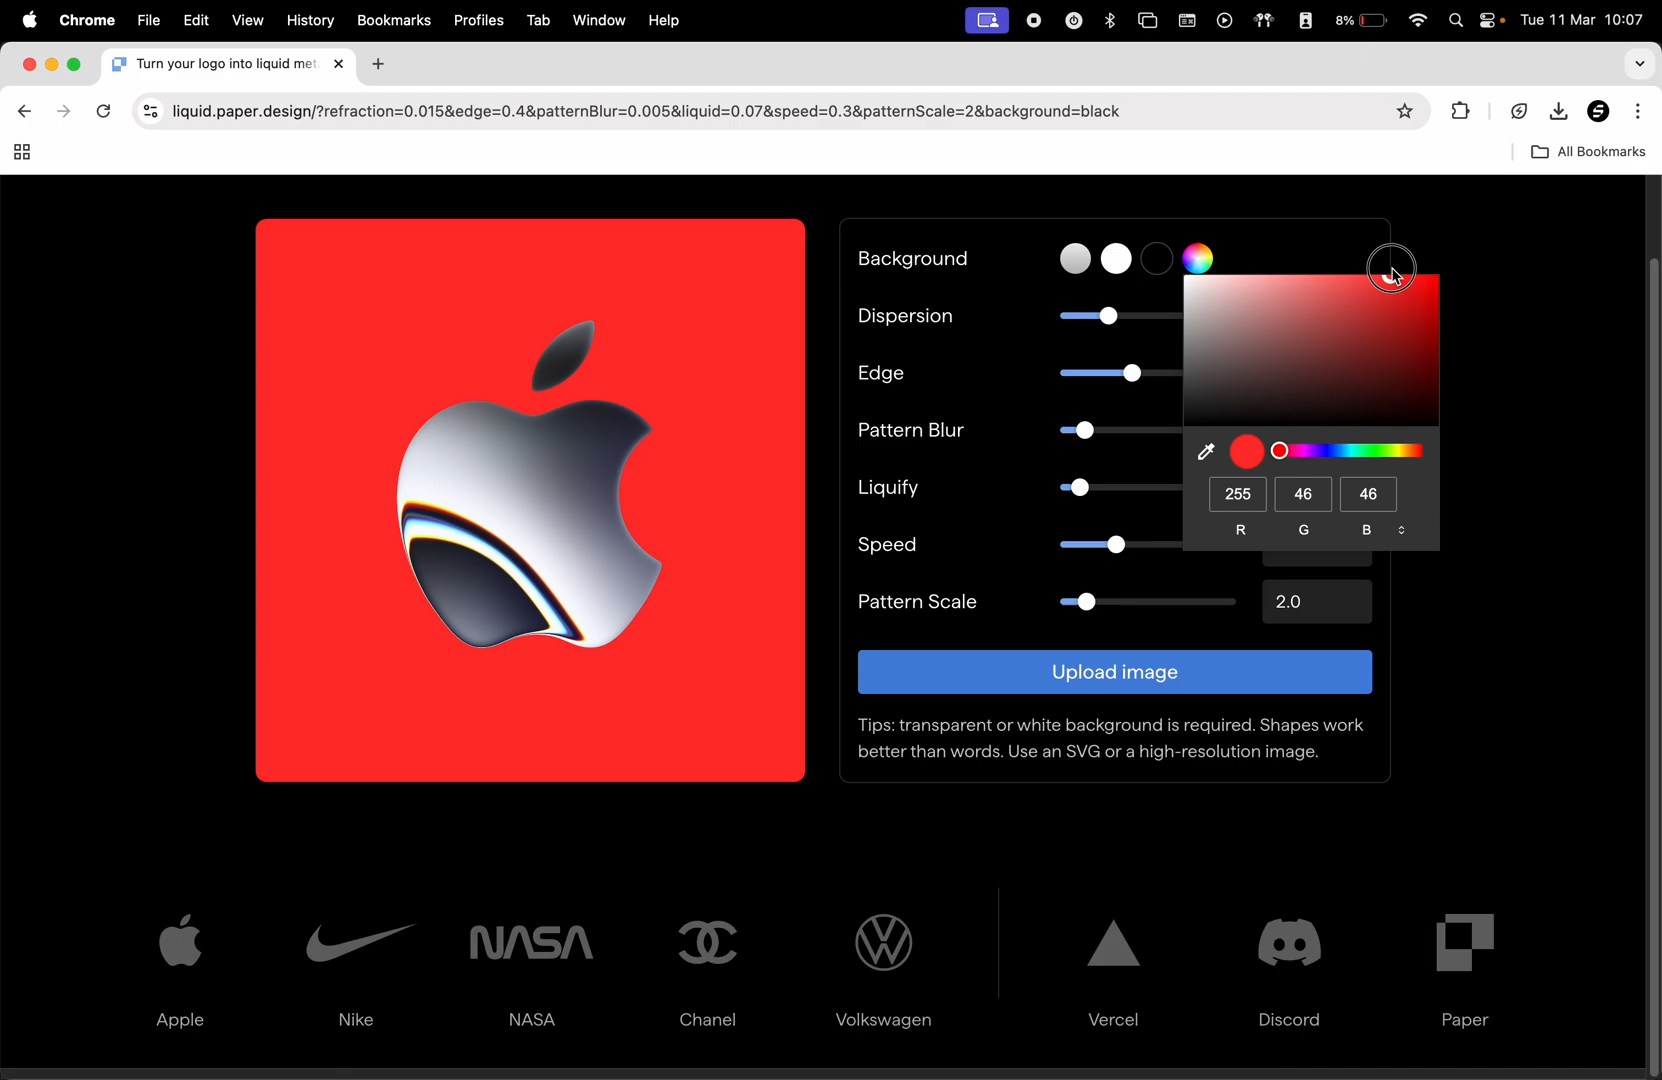 Chrome File Edit View History Bookmarks Profiles Tab Window Help 8% Tue 11 Mar 10:07
Turn your logo into liquid met
liquid.paper.design/?refraction=0.015&edge=0.4&patternBlur=0.005&liquid=0.07&speed=0.3&patternScale=2&background=black
All Bookmarks
Background
Dispersion
Edge
Pattern Blur
Liquify
255 46 46
R G B
Speed
Pattern Scale 2.0
Upload image
Tips: transparent or white background is required. Shapes work
better than words. Use an SVG or a high-resolution image.
NASA
Apple Nike NASA Chanel Volkswagen Vercel Discord Paper